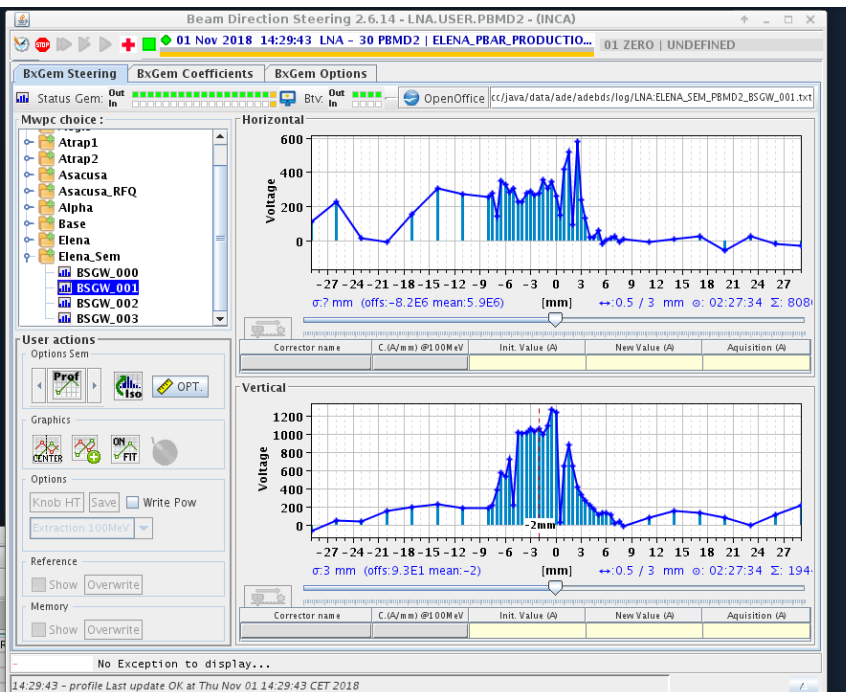 Beam Direction Steering 2.6.14 - LNA.USER.PBMD2 - (INCA)
STOP
01 Nov 2018 14:29:43 LNA - 30 PBMD2 | ELENA_PBAR_PRODUCTIO...
01 ZERO | UNDEFINED
BxGem Steering BxGem Coefficients BxGem Options
Status Gem: Out In Btv: Out In OpenOffice cc/java/data/ade/adebds/log/LNA:ELENA_SEM_PBMD2_BSGW_001.txt
Mwpc choice :
Atrap1
Atrap2
Asacusa
Asacusa_RFQ
Alpha
Base
Elena
Elena_Sem
BSGW_000
BSGW_001
BSGW_002
BSGW_003
User actions
Options Sem
Prof
Iso
OPT.
Graphics
CENTER
ON FIT
Options
Knob HT Save Write Pow
Extraction 100MeV
Reference
Show Overwrite
Memory
Show Overwrite
Horizontal
Voltage
600
400
200
0
-27 -24 -21 -18 -15 -12 -9 -6 -3 0 3 6 9 12 15 18 21 24 27
σ:? mm (offs:-8.2E6 mean:5.9E6) [mm] ↔:0.5 / 3 mm ⊙: 02:27:34 Σ: 808
Corrector name C.(A/mm) @100MeV Init. Value (A) New Value (A) Aquisition (A)
Vertical
Voltage
1200
1000
800
600
400
200
0
-2mm
-27 -24 -21 -18 -15 -12 -9 -6 -3 0 3 6 9 12 15 18 21 24 27
σ:3 mm (offs:9.3E1 mean:-2) [mm] ↔:0.5 / 3 mm ⊙: 02:27:34 Σ: 194
Corrector name C.(A/mm) @100MeV Init. Value (A) New Value (A) Aquisition (A)
- No Exception to display...
14:29:43 - profile Last update OK at Thu Nov 01 14:29:43 CET 2018